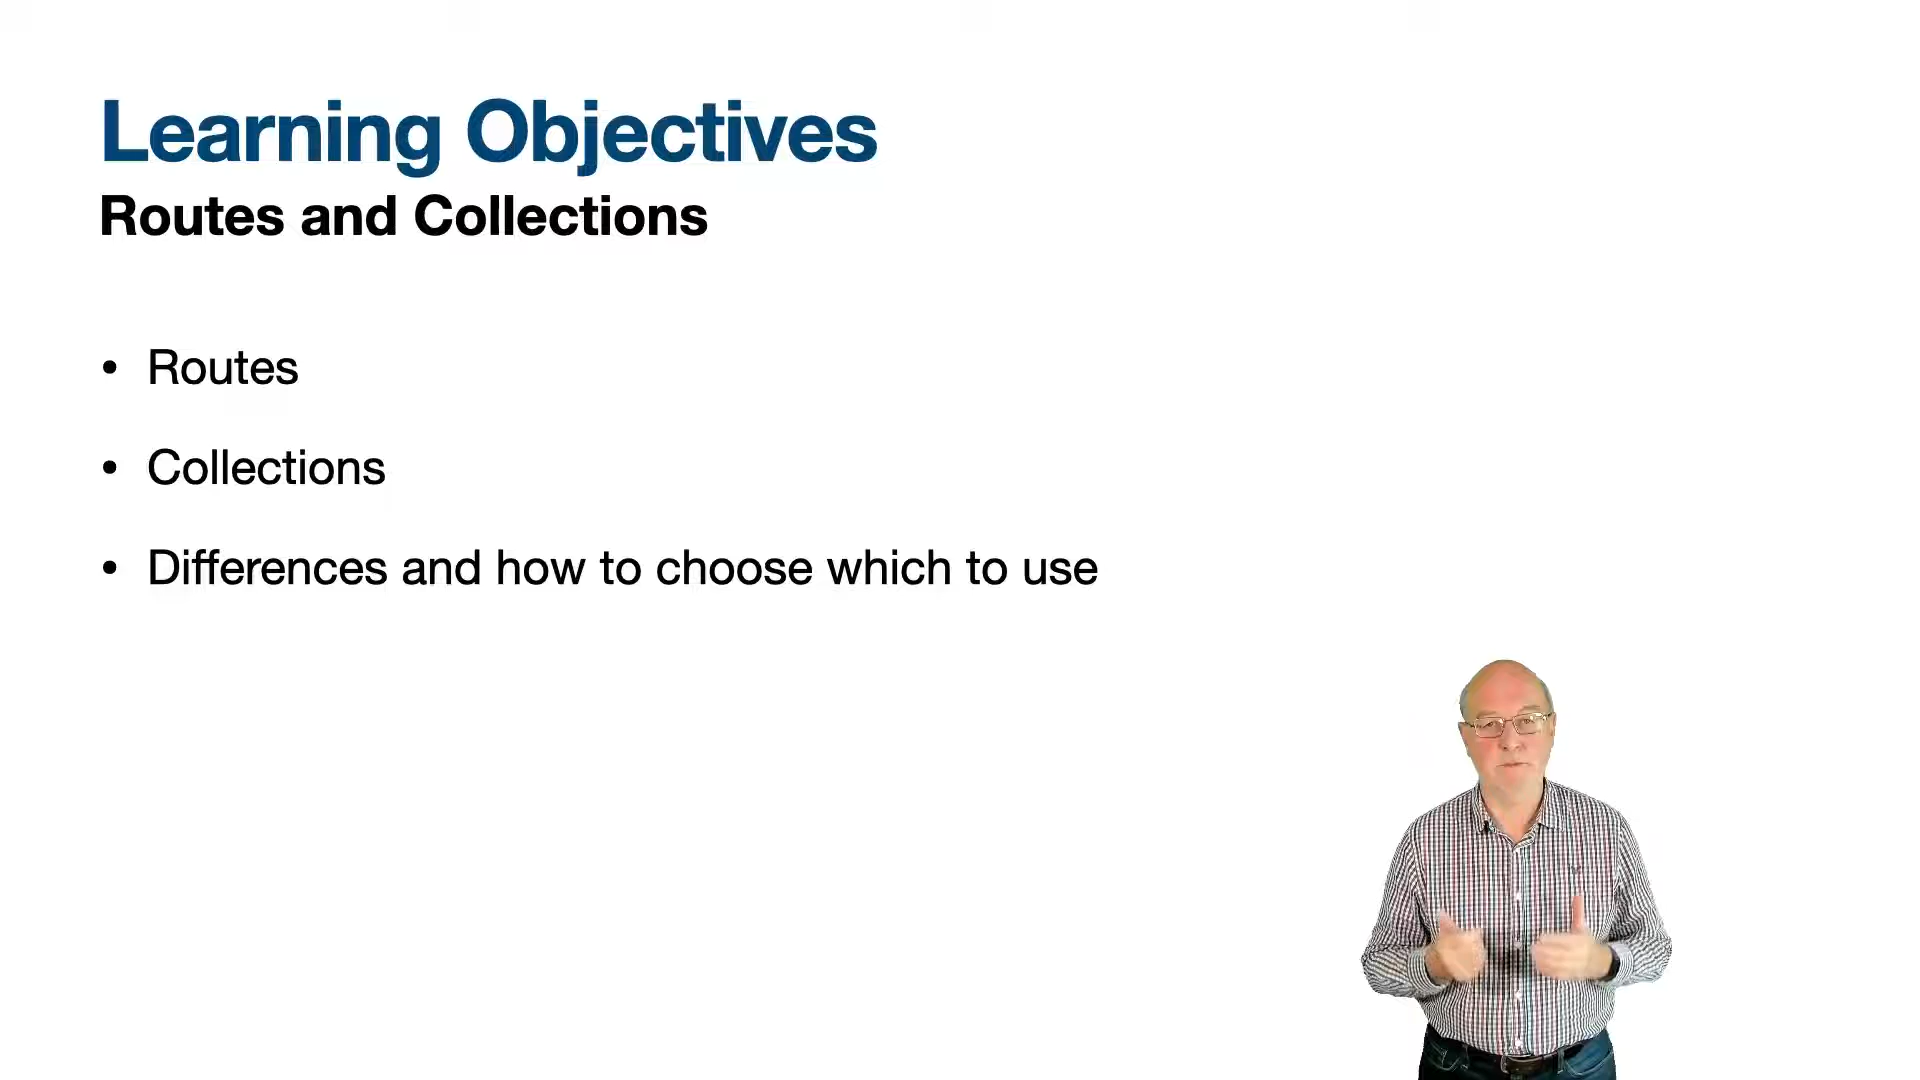 Learning Objectives
Routes and Collections
• Routes
• Collections
• Differences and how to choose which to use